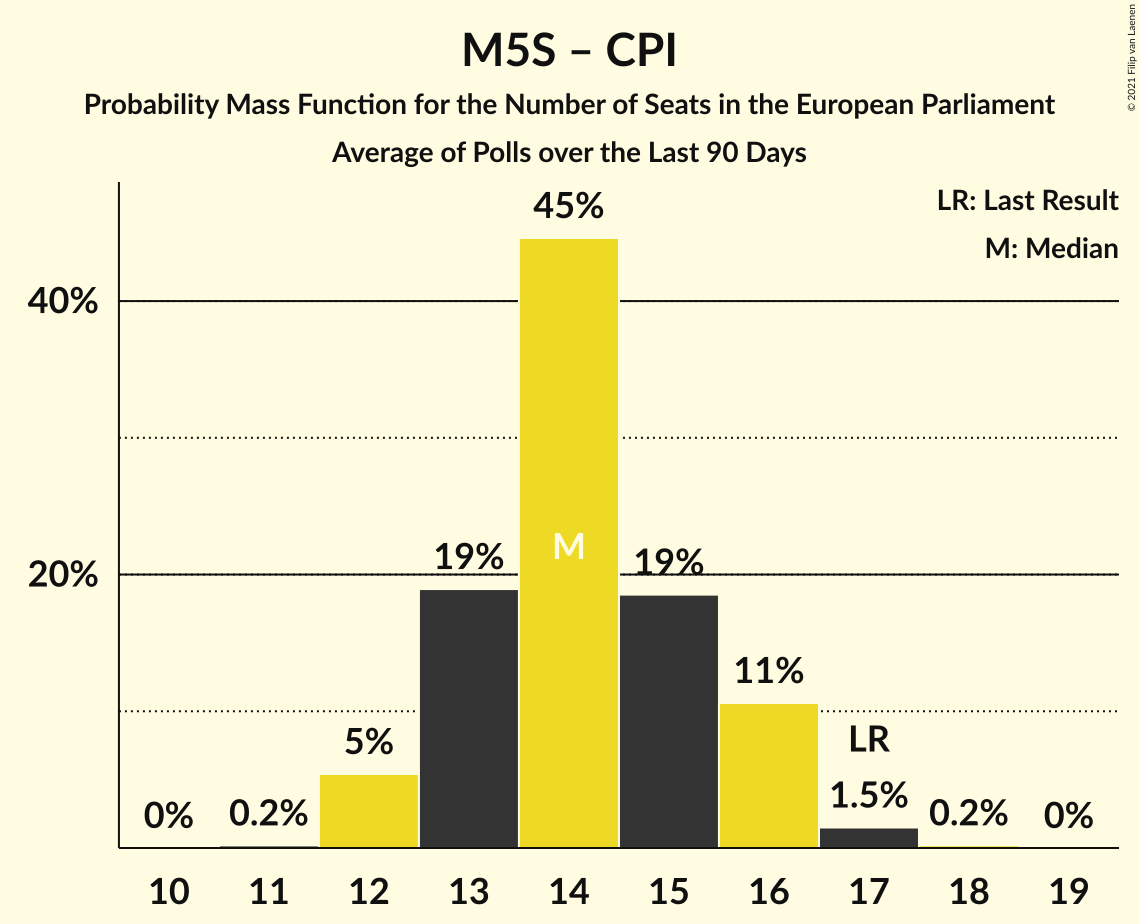 M5S – CPI
Probability Mass Function for the Number of Seats in the European Parliament
Average of Polls over the Last 90 Days
© 2021 Filip van Laenen
LR: Last Result
M: Median
45%
40%
M
19%
19%
20%
11%
LR
5%
1.5%
0%
0.2%
0.2%
0%
10 11 12 13 14 15 16 17 18 19